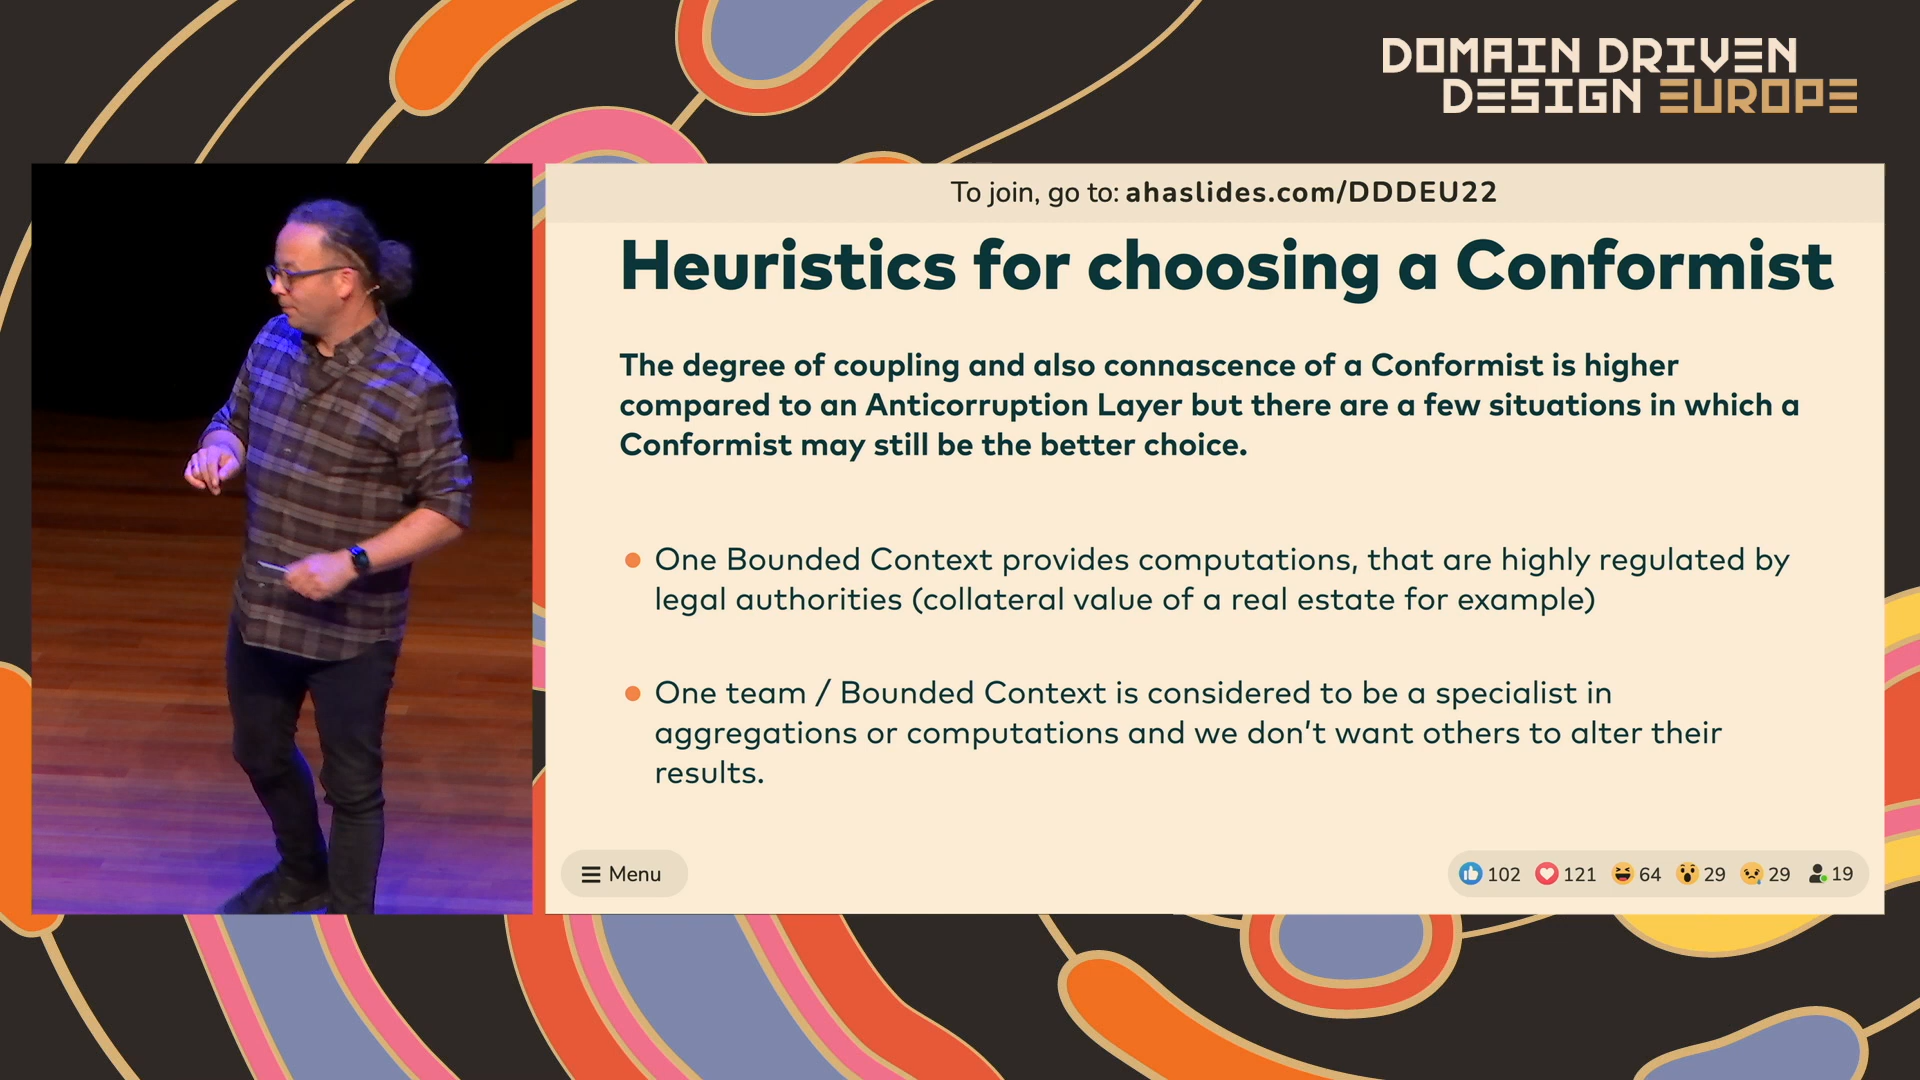 DOMAIN DRIVEN
DESIGN EUROPE
To join, go to: ahaslides.com/DDDEU22
Heuristics for choosing a Conformist
The degree of coupling and also connascence of a Conformist is higher
compared to an Anticorruption Layer but there are a few situations in which a
Conformist may still be the better choice.
One Bounded Context provides computations, that are highly regulated by
legal authorities (collateral value of a real estate for example)
One team / Bounded Context is considered to be a specialist in
aggregations or computations and we don’t want others to alter their
results.
Menu
102 121 64 29 29 19